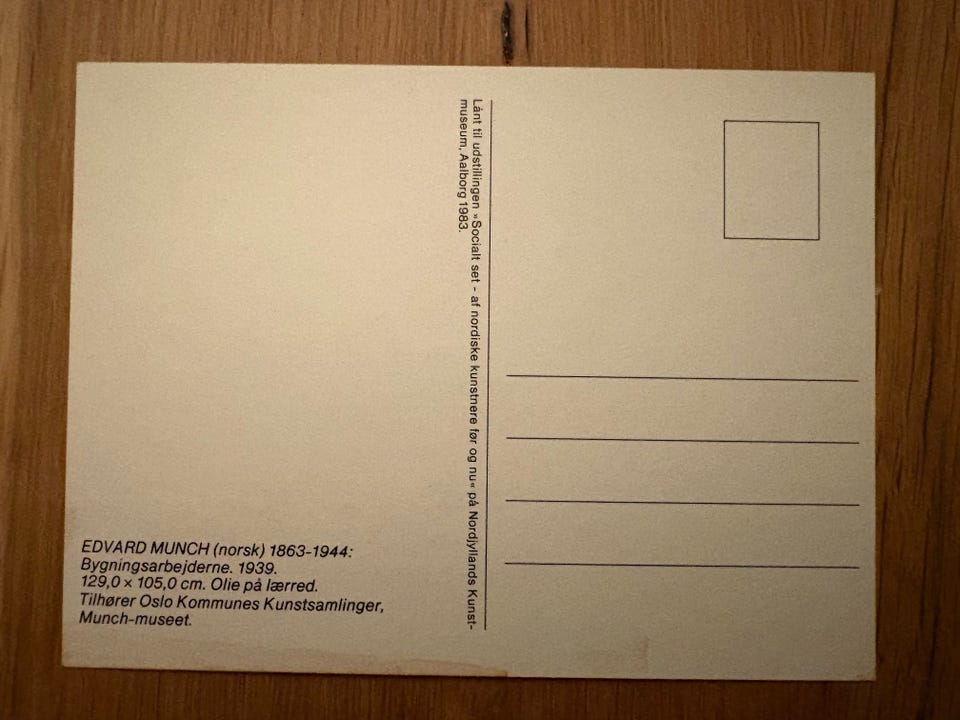 EDVARD MUNCH (norsk) 1863-1944:
Bygningsarbejderne. 1939.
129,0 × 105,0 cm. Olie på lærred.
Tilhører Oslo Kommunes Kunstsamlinger,
Munch-museet.
Lånt til udstillingen »Socialt set - af nordiske kunstnere før og nu« på Nordjyllands Kunst-
museum, Aalborg 1983.